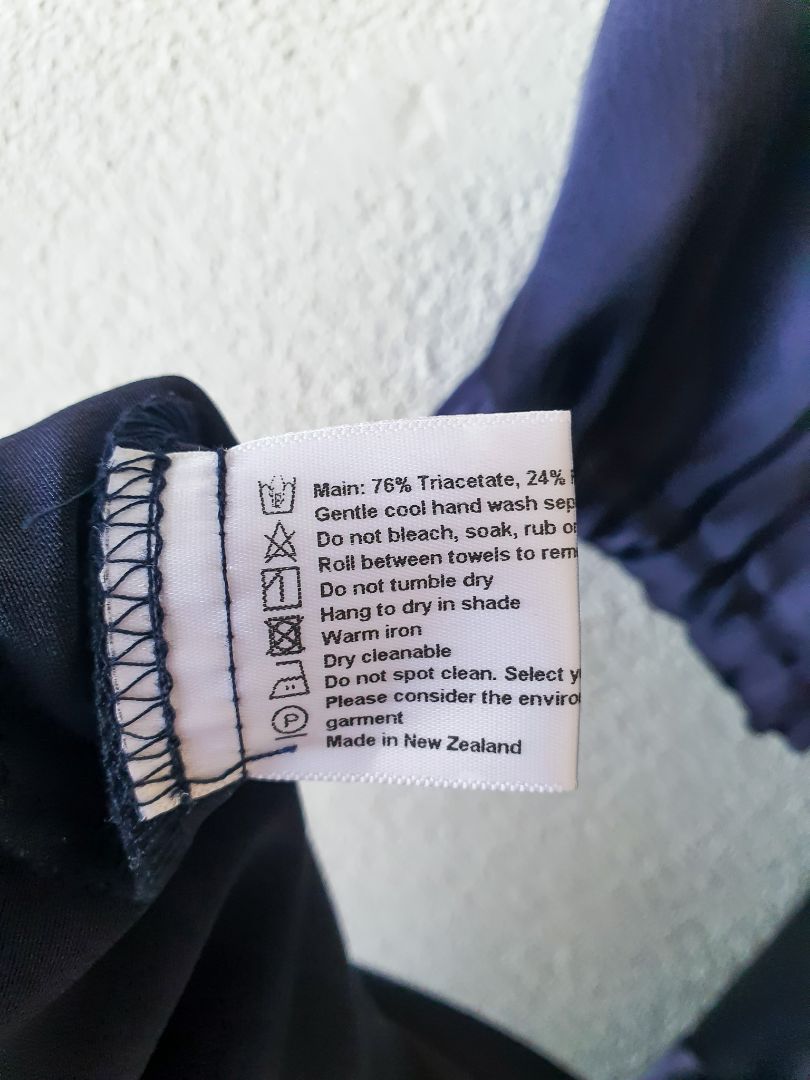 Main: 76% Triacetate, 24%
Gentle cool hand wash
Do not bleach, soak, rub
Roll between towels to
Do not tumble dry
Hang to dry in shade
Warm iron
Dry cleanable
Do not spot clean. Select
Please consider the
garment
Made in New Zealand
P